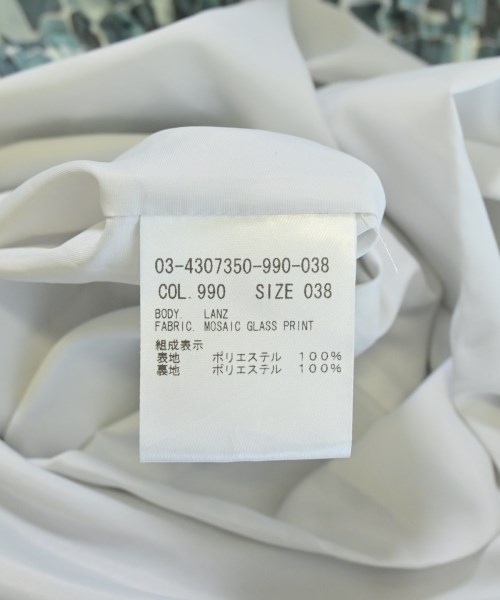 03-4307350-990-038
COL.990 SIZE 038
BODY. LANZ
FABRIC. MOSAIC GLASS PRINT
組成表示
表地 ポリエステル 100%
裏地 ポリエステル 100%